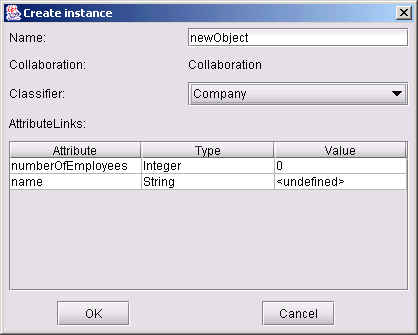 Create instance
Name: newObject
Collaboration: Collaboration
Classifier: Company
AttributeLinks:
Attribute Type Value
numberOfEmployees Integer 0
name String <undefined>
OK Cancel